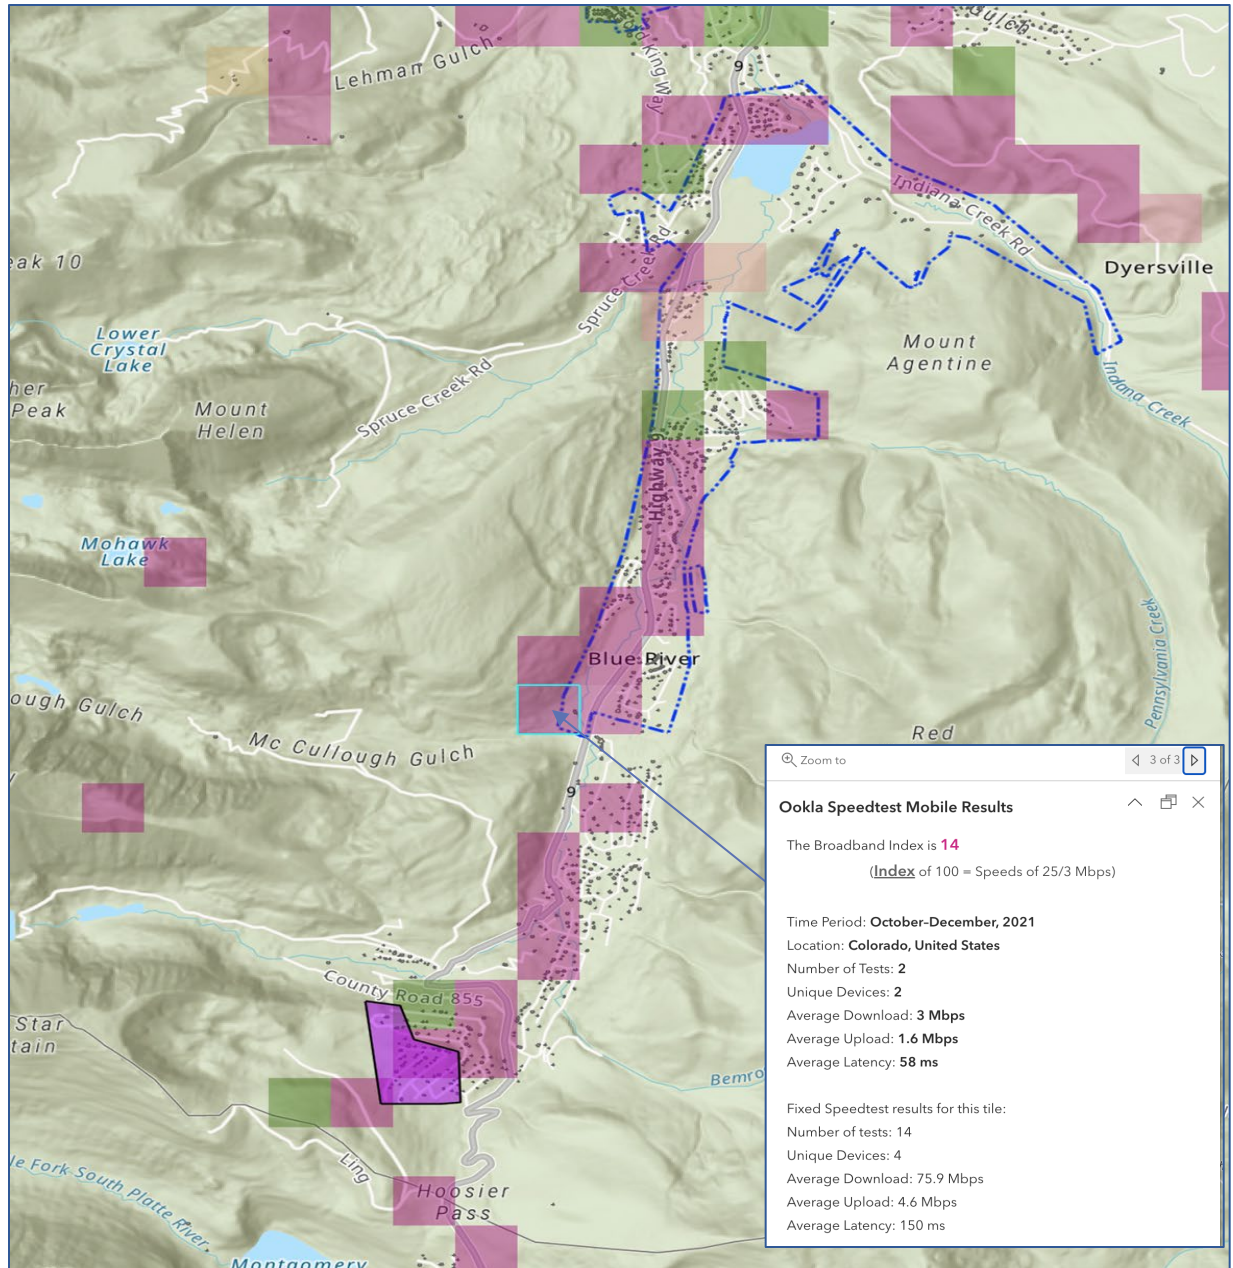 Gulch
Lehman Gulch
King Way
9
Indiana Creek Rd
eak 10
Spruce Creek Rd
Dyersville
Lower
Crystal
Lake
Mount
Agentine
her
Peak
Mount
Helen
Spruce Creek Rd
Indiana Creek
Highway 9
Mohawk
Lake
Pennsylvania Creek
Blue River
ough Gulch
Mc Cullough Gulch
Red
9
County Road 855
Star
tain
Bemro
Ling
le Fork South Platte River
Hoosier
Pass
Montgomery
Zoom to
3 of 3
Ookla Speedtest Mobile Results
The Broadband Index is 14
(Index of 100 = Speeds of 25/3 Mbps)
Time Period: October–December, 2021
Location: Colorado, United States
Number of Tests: 2
Unique Devices: 2
Average Download: 3 Mbps
Average Upload: 1.6 Mbps
Average Latency: 58 ms
Fixed Speedtest results for this tile:
Number of tests: 14
Unique Devices: 4
Average Download: 75.9 Mbps
Average Upload: 4.6 Mbps
Average Latency: 150 ms